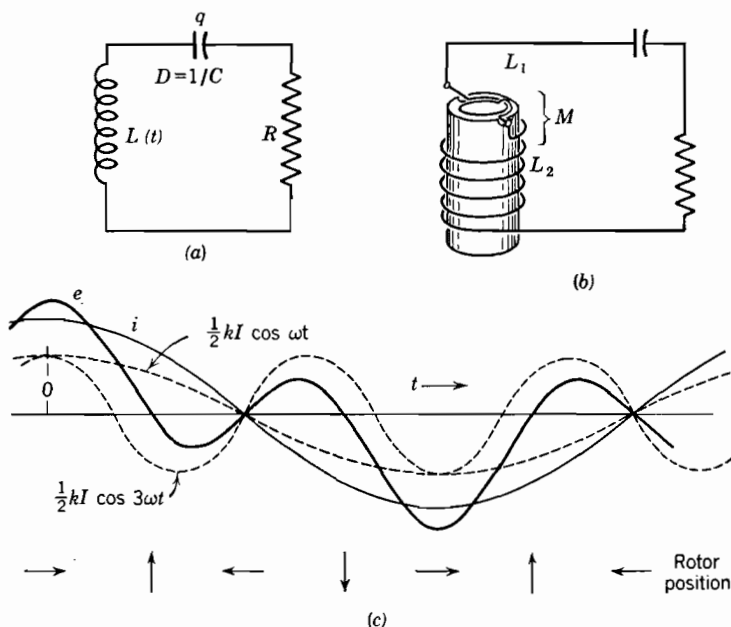 q
D = 1/C
L (t)
R
(a)
L₁
M
L₂
(b)
e
i
½kI cos ωt
t
0
½kI cos 3ωt
Rotor
position
(c)